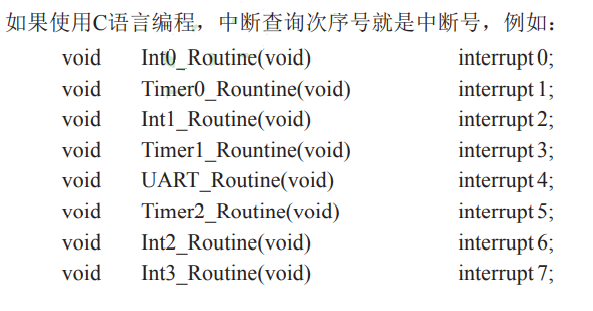 如果使用C语言编程，中断查询次序号就是中断号，例如：
void Int0_Routine(void) interrupt 0;
void Timer0_Rountine(void) interrupt 1;
void Int1_Routine(void) interrupt 2;
void Timer1_Rountine(void) interrupt 3;
void UART_Routine(void) interrupt 4;
void Timer2_Routine(void) interrupt 5;
void Int2_Routine(void) interrupt 6;
void Int3_Routine(void) interrupt 7;